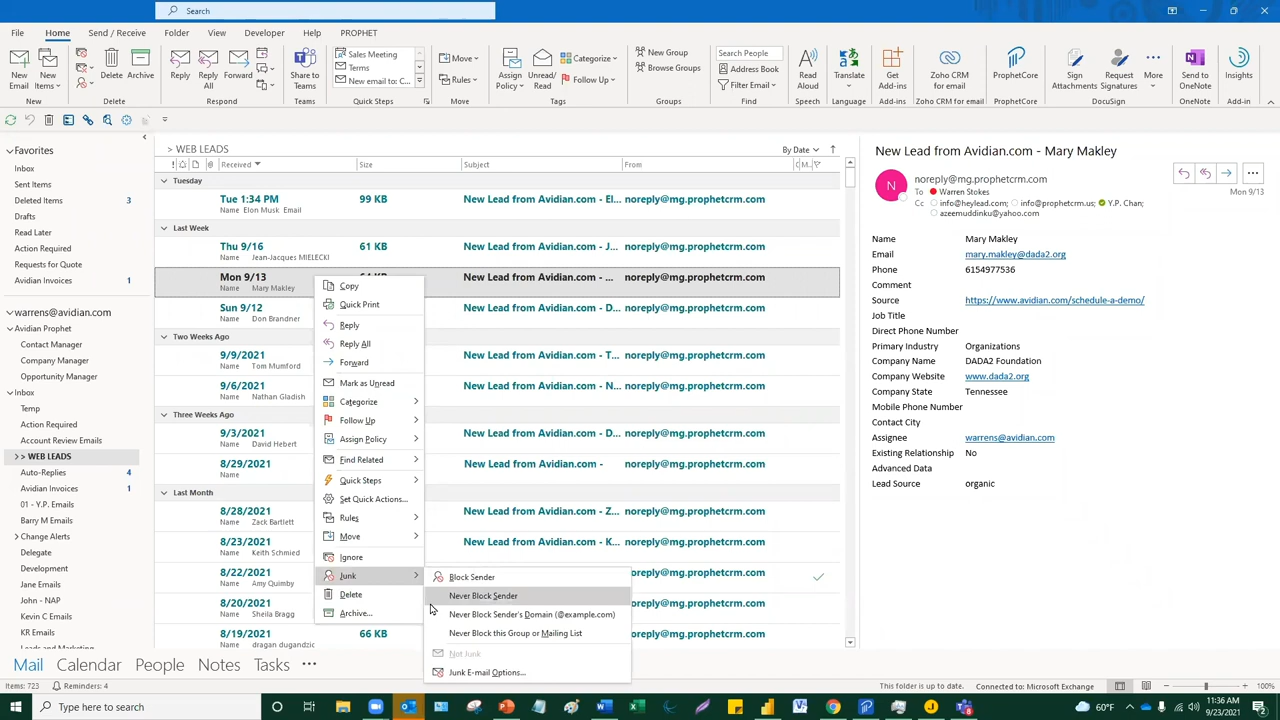 Search
File Home Send / Receive Folder View Developer Help PROPHET
New Email
New Items
New
Delete
Archive
Delete
Reply
Reply All
Forward
Respond
Share to Teams
Teams
Sales Meeting
Terms
New email to: C...
Quick Steps
Move
Rules
Move
Assign Policy
Unread/ Read
Categorize
Follow Up
Tags
New Group
Browse Groups
Groups
Search People
Address Book
Filter Email
Find
Read Aloud
Speech
Translate
Language
Get Add-ins
Add-ins
Zoho CRM for email
Zoho CRM for email
ProphetCore
ProphetCore
Sign Attachments
Request Signatures
More
DocuSign
Send to OneNote
OneNote
Insights
Add-in
Favorites
Inbox
Sent Items
Deleted Items 3
Drafts
Read Later
Action Required
Requests for Quote
Avidian Invoices 1
warrens@avidian.com
Avidian Prophet
Contact Manager
Company Manager
Opportunity Manager
Inbox
Temp
Action Required
Account Review Emails
> WEB LEADS
Auto-Replies 4
Avidian Invoices 1
01 - Y.P. Emails
Barry M Emails
Change Alerts
Delegate
Development
Jane Emails
John - NAP
Kevin C Emails
KR Emails
Leads and Marketing
Mail Calendar People Notes Tasks
Items: 723 Reminders: 4
> WEB LEADS By Date
Received Size Subject From
Tuesday
Tue 1:34 PM 99 KB New Lead from Avidian.com - El... noreply@mg.prophetcrm.com
Name Elon Musk Email
Last Week
Thu 9/16 61 KB New Lead from Avidian.com - J... noreply@mg.prophetcrm.com
Name Jean-Jacques MIELECKI
Mon 9/13 64 KB New Lead from Avidian.com - ... noreply@mg.prophetcrm.com
Name Mary Makley
Sun 9/12 New Lead from Avidian.com - D... noreply@mg.prophetcrm.com
Name Don Brandner
Two Weeks Ago
9/9/2021 New Lead from Avidian.com - T... noreply@mg.prophetcrm.com
Name Tom Mumford
9/6/2021 New Lead from Avidian.com - N... noreply@mg.prophetcrm.com
Name Nathan Gladish
Three Weeks Ago
9/3/2021 New Lead from Avidian.com - D... noreply@mg.prophetcrm.com
Name David Hebert
8/29/2021 New Lead from Avidian.com - noreply@mg.prophetcrm.com
Name
Last Month
8/28/2021 New Lead from Avidian.com - Z... noreply@mg.prophetcrm.com
Name Zack Bartlett
8/23/2021 New Lead from Avidian.com - K... noreply@mg.prophetcrm.com
Name Keith Schmied
8/22/2021 noreply@mg.prophetcrm.com
Name Amy Quimby
8/20/2021 noreply@mg.prophetcrm.com
Name Sheila Bragg
8/19/2021 66 KB noreply@mg.prophetcrm.com
Name dragan dugandzic
Copy
Quick Print
Reply
Reply All
Forward
Mark as Unread
Categorize
Follow Up
Assign Policy
Find Related
Quick Steps
Set Quick Actions...
Rules
Move
Ignore
Junk
Delete
Archive...
Block Sender
Never Block Sender
Never Block Sender's Domain (@example.com)
Never Block this Group or Mailing List
Not Junk
Junk E-mail Options...
New Lead from Avidian.com - Mary Makley
N
noreply@mg.prophetcrm.com
To Warren Stokes
Cc info@heylead.com; info@prophetcrm.us; Y.P. Chan;
azeemuddinku@yahoo.com
Mon 9/13
Name Mary Makley
Email mary.makley@dada2.org
Phone 6154977536
Comment
Source https://www.avidian.com/schedule-a-demo/
Job Title
Direct Phone Number
Primary Industry Organizations
Company Name DADA2 Foundation
Company Website www.dada2.org
Company State Tennessee
Mobile Phone Number
Contact City
Assignee warrens@avidian.com
Existing Relationship No
Advanced Data
Lead Source organic
This folder is up to date. Connected to: Microsoft Exchange 100%
Type here to search
60°F
11:36 AM
9/23/2021